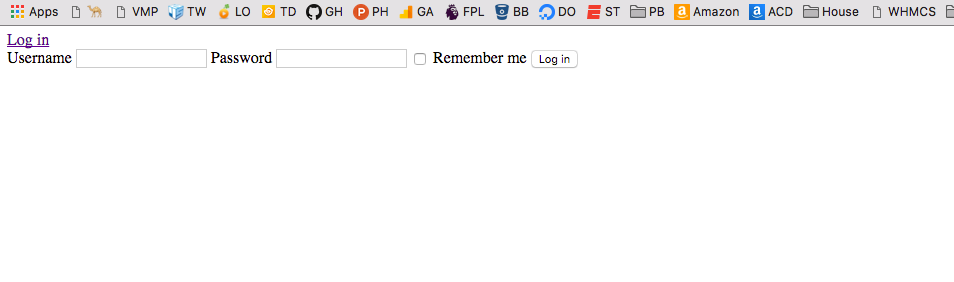 Apps VMP TW LO TD GH PH GA FPL BB DO ST PB Amazon ACD House WHMCS
Log in
Username Password Remember me Log in